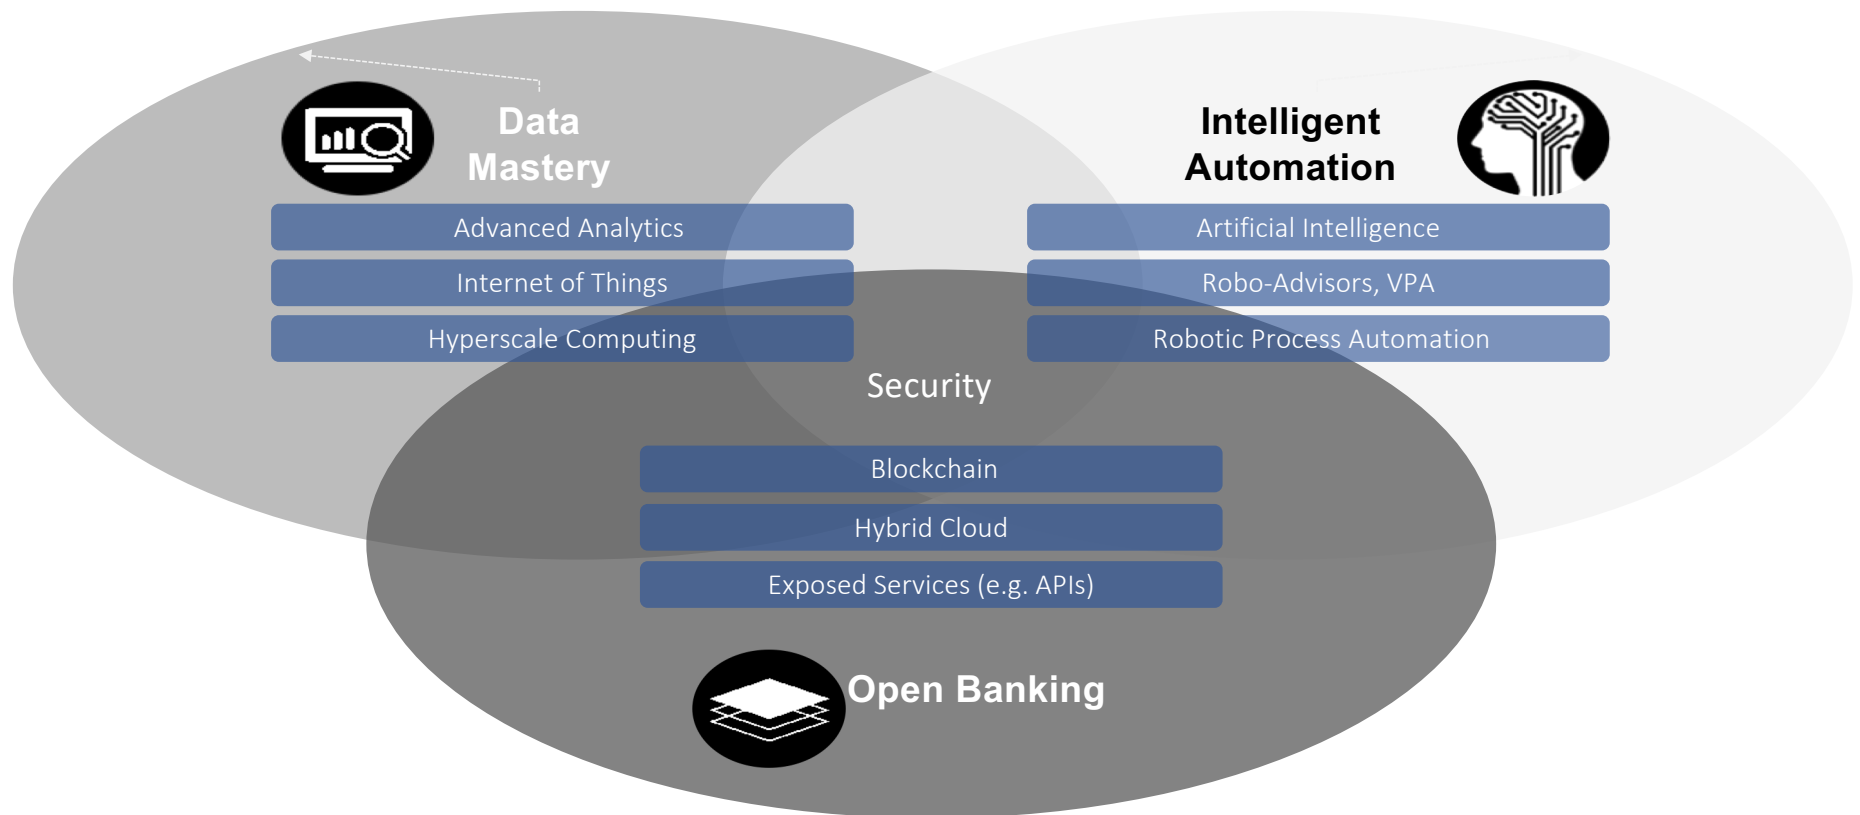 Data
Mastery
Advanced Analytics
Internet of Things
Hyperscale Computing
Intelligent
Automation
Artificial Intelligence
Robo-Advisors, VPA
Robotic Process Automation
Security
Blockchain
Hybrid Cloud
Exposed Services (e.g. APIs)
Open Banking